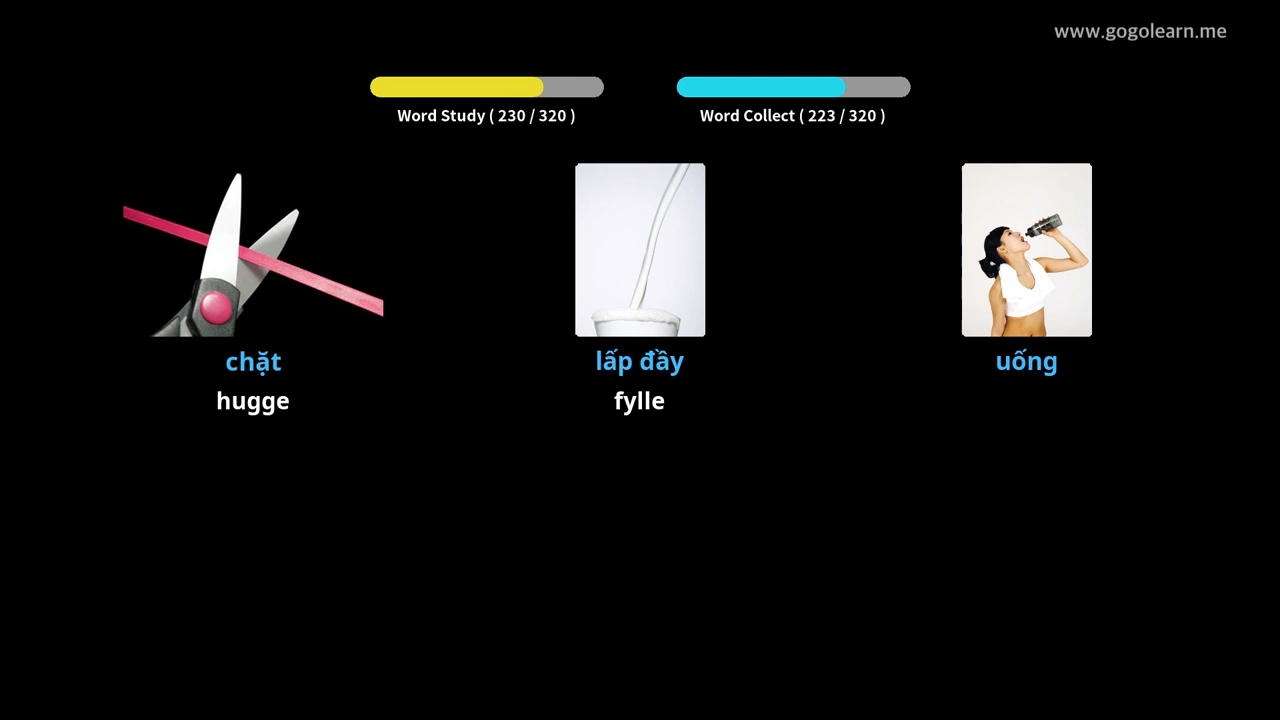 www.gogolearn.me
Word Study ( 230 / 320 )
Word Collect ( 223 / 320 )
chặt
lấp đầy
uống
hugge
fylle